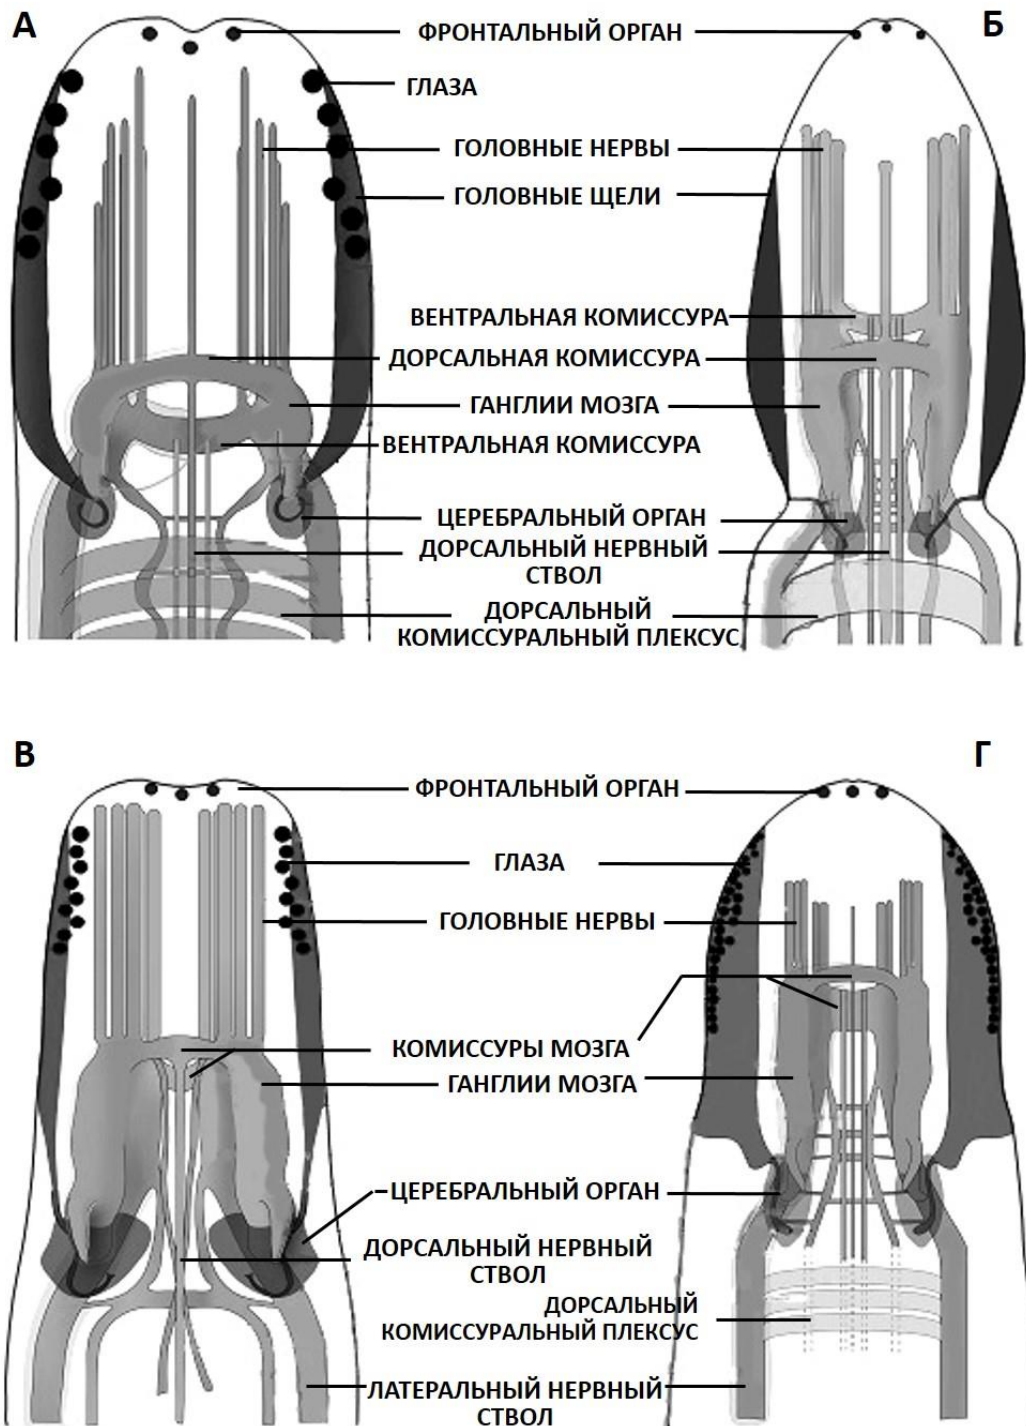 А
Б
ФРОНТАЛЬНЫЙ ОРГАН
ГЛАЗА
ГОЛОВНЫЕ НЕРВЫ
ГОЛОВНЫЕ ЩЕЛИ
ВЕНТРАЛЬНАЯ КОМИССУРА
ДОРСАЛЬНАЯ КОМИССУРА
ГАНГЛИИ МОЗГА
ВЕНТРАЛЬНАЯ КОМИССУРА
ЦЕРЕБРАЛЬНЫЙ ОРГАН
ДОРСАЛЬНЫЙ НЕРВНЫЙ
СТВОЛ
ДОРСАЛЬНЫЙ
КОМИССУРАЛЬНЫЙ ПЛЕКСУС
В
Г
ФРОНТАЛЬНЫЙ ОРГАН
ГЛАЗА
ГОЛОВНЫЕ НЕРВЫ
КОМИССУРЫ МОЗГА
ГАНГЛИИ МОЗГА
ЦЕРЕБРАЛЬНЫЙ ОРГАН
ДОРСАЛЬНЫЙ НЕРВНЫЙ
СТВОЛ
ДОРСАЛЬНЫЙ
КОМИССУРАЛЬНЫЙ ПЛЕКСУС
ЛАТЕРАЛЬНЫЙ НЕРВНЫЙ
СТВОЛ